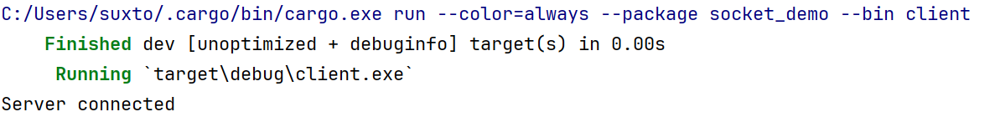 C:/Users/suxto/.cargo/bin/cargo.exe run --color=always --package socket_demo --bin client
Finished dev [unoptimized + debuginfo] target(s) in 0.00s
Running `target\debug\client.exe`
Server connected